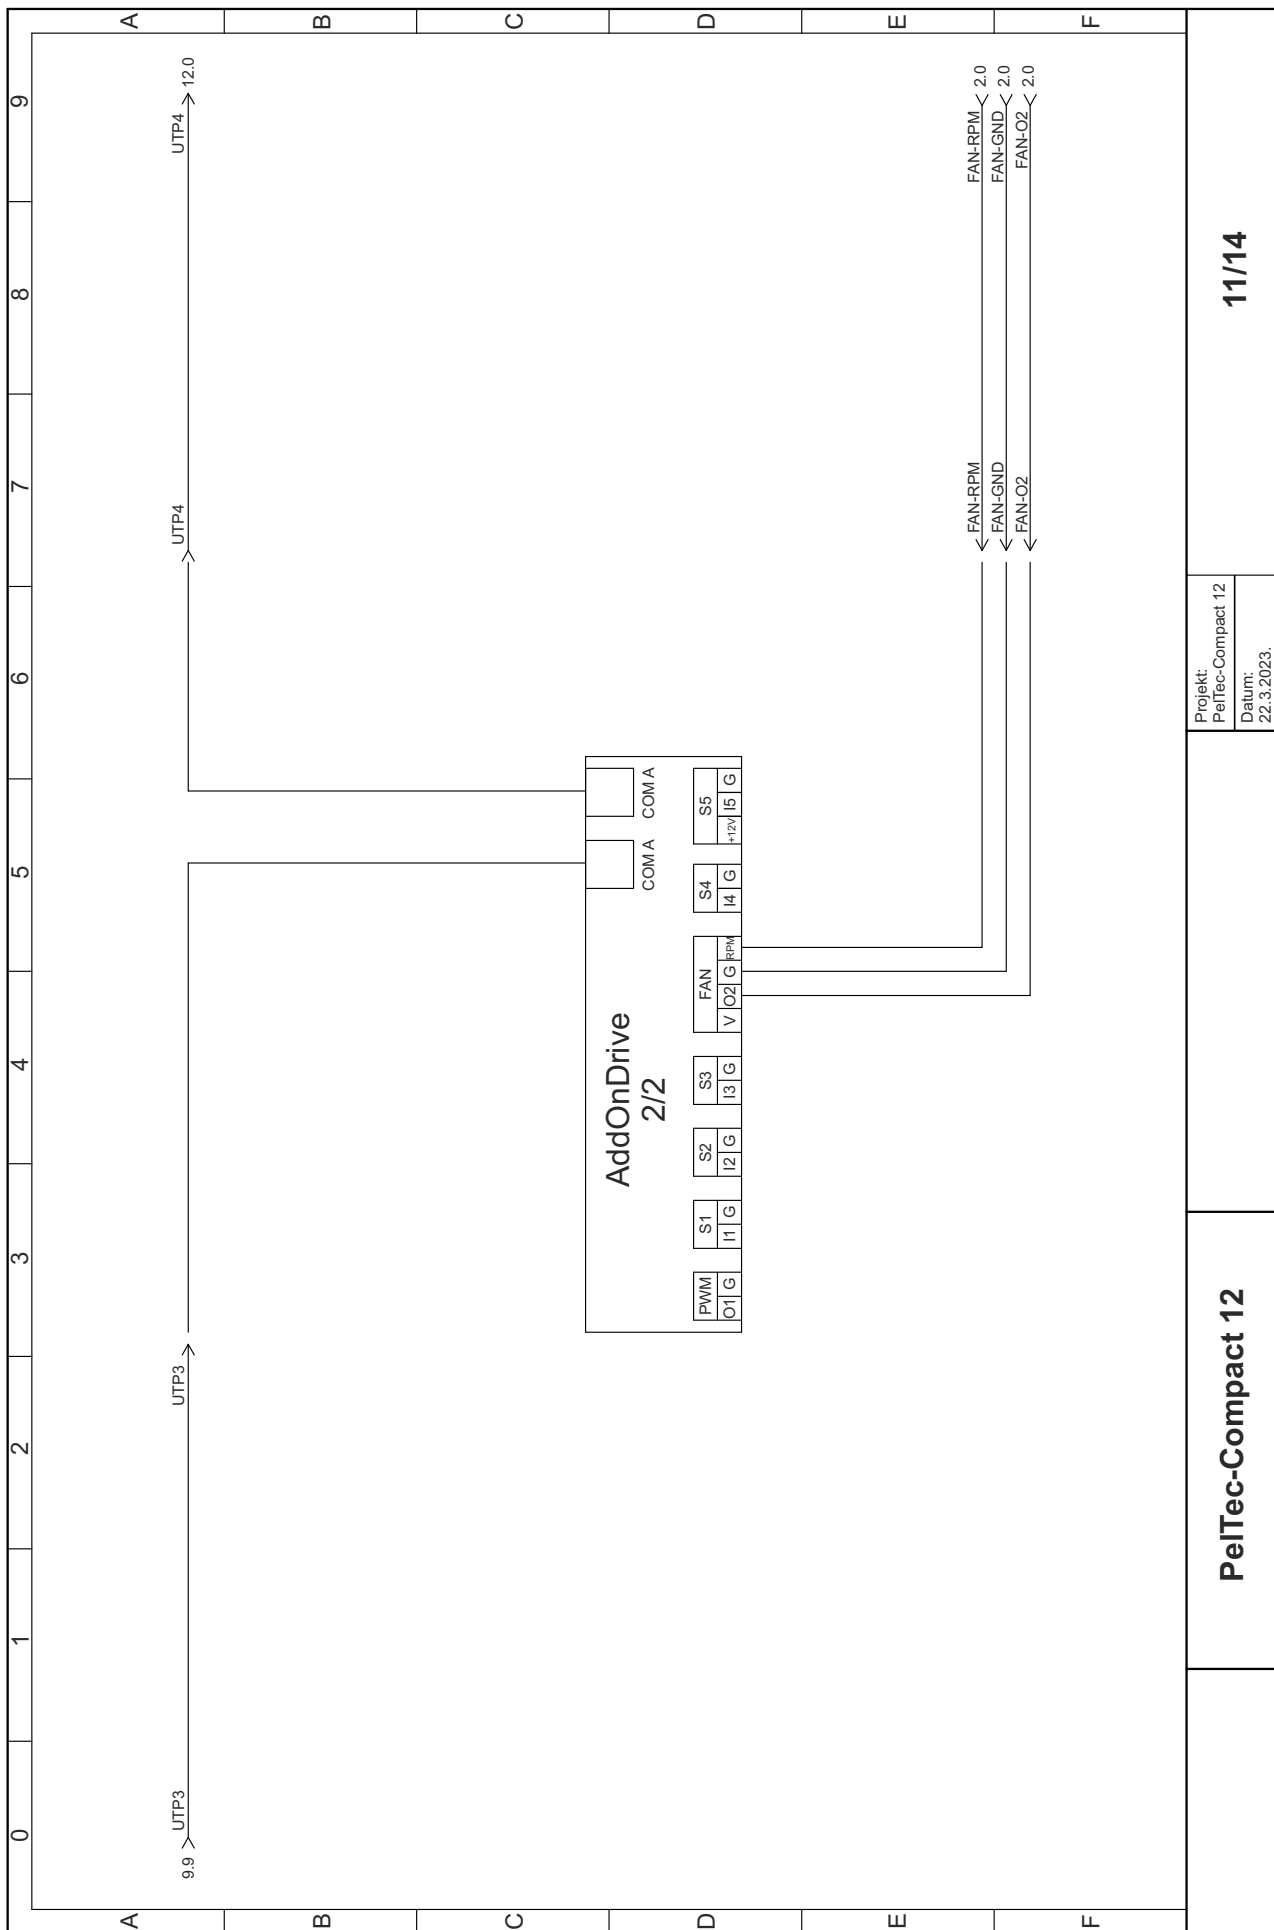 0 1 2 3 4 5 6 7 8 9
A A
9.9 UTP3 UTP3 UTP4 UTP4 12.0
B B
C C
AddOnDrive
2/2
COM A COM A
D D
PWM S1 S2 S3 FAN S4 S5
O1 G I1 G I2 G I3 G V O2 G RPM I4 G +12V I5 G
E E
FAN-RPM FAN-RPM 2.0
FAN-GND FAN-GND 2.0
FAN-O2 FAN-O2 2.0
F F
PelTec-Compact 12
Projekt:
PelTec-Compact 12
Datum:
22.3.2023.
11/14